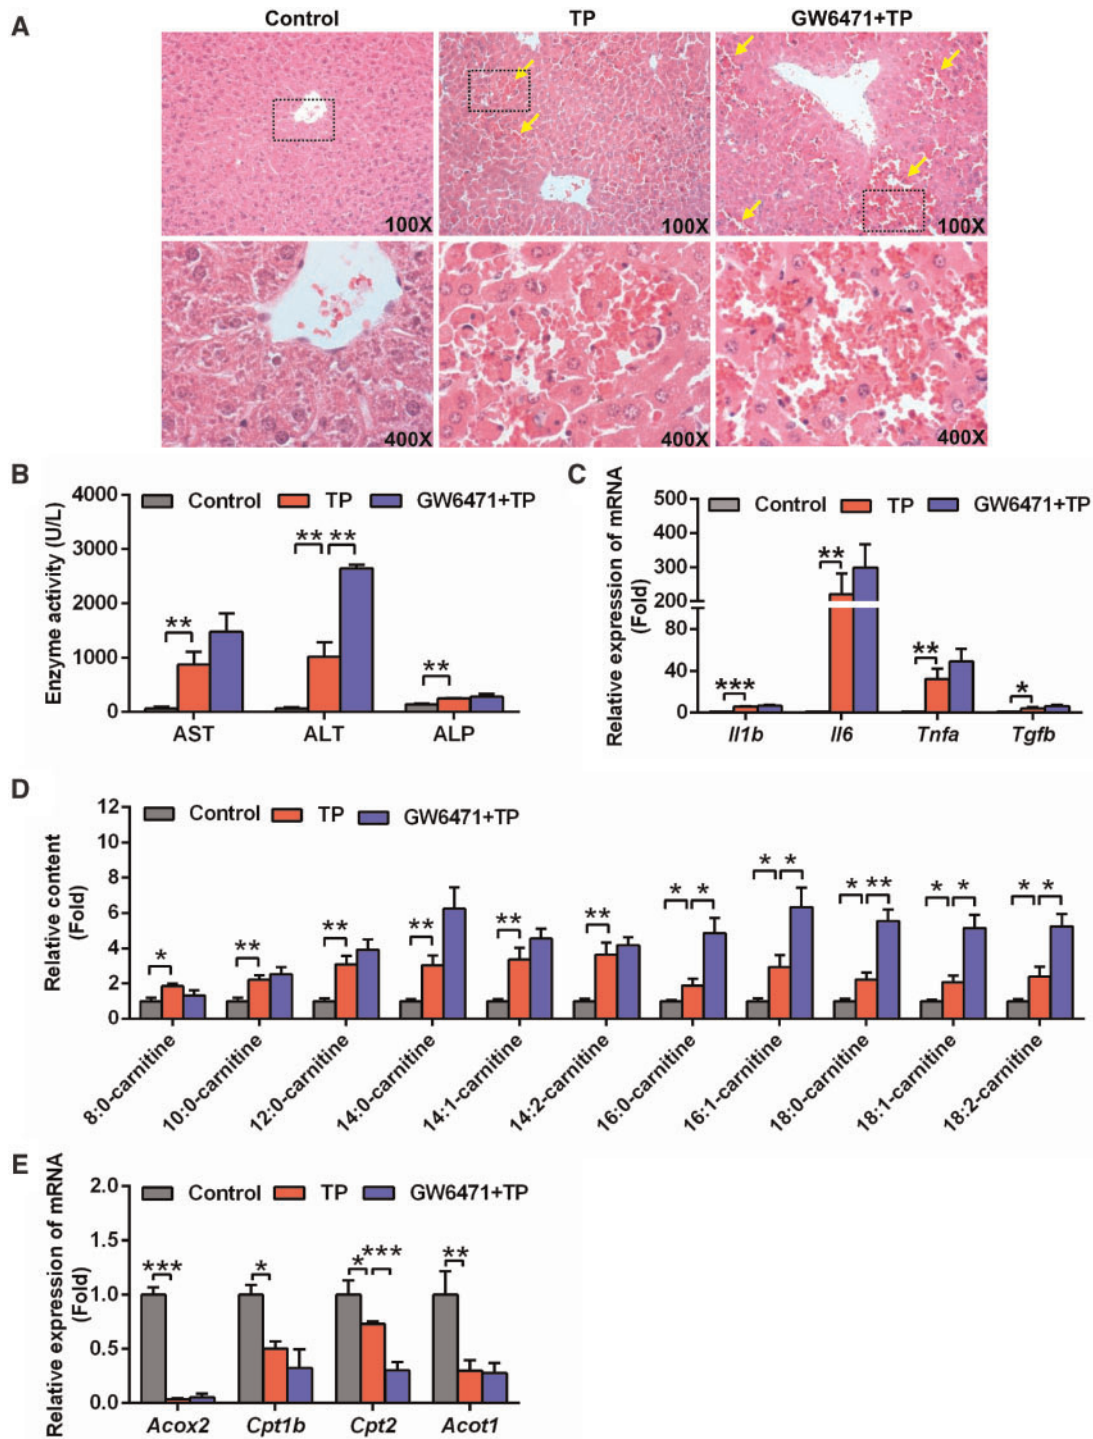 A
Control
TP
GW6471+TP
100X
100X
100X
400X
400X
400X
B
Enzyme activity (U/L)
4000
3000
2000
1000
0
Control
TP
GW6471+TP
**
** **
**
AST
ALT
ALP
C
Relative expression of mRNA
(Fold)
500
400
300
200
80
40
0
Control
TP
GW6471+TP
***
**
**
*
Il1b
Il6
Tnfa
Tgfb
D
Relative content
(Fold)
12
10
8
6
4
2
0
Control
TP
GW6471+TP
*
**
**
**
**
**
* *
* *
* **
* *
* *
8:0-carnitine
10:0-carnitine
12:0-carnitine
14:0-carnitine
14:1-carnitine
14:2-carnitine
16:0-carnitine
16:1-carnitine
18:0-carnitine
18:1-carnitine
18:2-carnitine
E
Relative expression of mRNA
(Fold)
2.0
1.5
1.0
0.5
0.0
Control
TP
GW6471+TP
***
*
* ***
**
Acox2
Cpt1b
Cpt2
Acot1